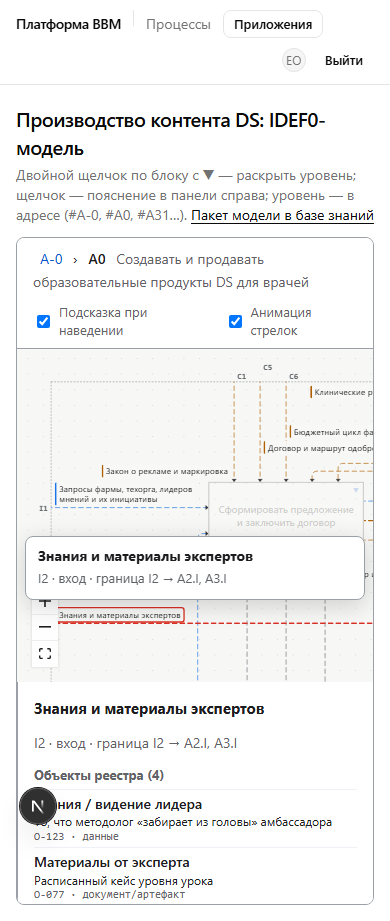 Платформа ВВМ
Процессы
Приложения
ЕО
Выйти
Производство контента DS: IDEF0-
модель
Двойной щелчок по блоку с ▼ — раскрыть уровень;
щелчок — пояснение в панели справа; уровень — в
адресе (#A-0, #A0, #A31…). Пакет модели в базе знаний
A-0 › A0 Создавать и продавать
образовательные продукты DS для врачей
Подсказка при
наведении
Анимация
стрелок
C5
C1
C6
Клинические р
Бюджетный цикл фа
Договор и маршрут одобре
Закон о рекламе и маркировка
Запросы фармы, техорга, лидеров
мнений и их инициативы
I1
Сформировать предложение
и заключить договор
Знания и материалы экспертов
I2 · вход · граница I2 → A2.I, A3.I
Знания и материалы экспертов
Знания и материалы экспертов
I2 · вход · граница I2 → A2.I, A3.I
Объекты реестра (4)
ния / видение лидера
что методолог «забирает из головы» амбассадора
O-123 · данные
Материалы от эксперта
Расписанный кейс уровня урока
O-077 · документ/артефакт
N